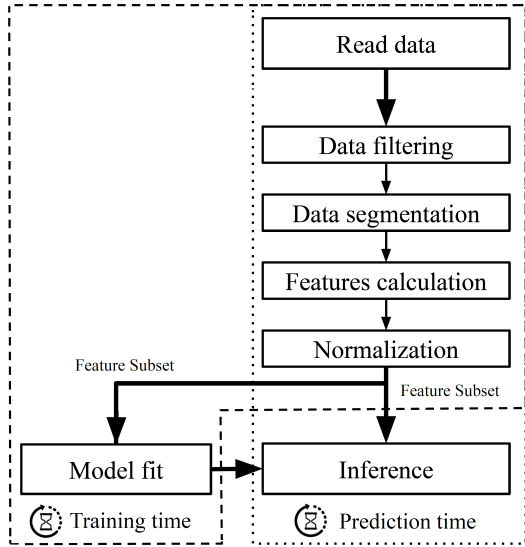 Read data
Data filtering
Data segmentation
Features calculation
Normalization
Feature Subset
Feature Subset
Model fit
Inference
Training time
Prediction time